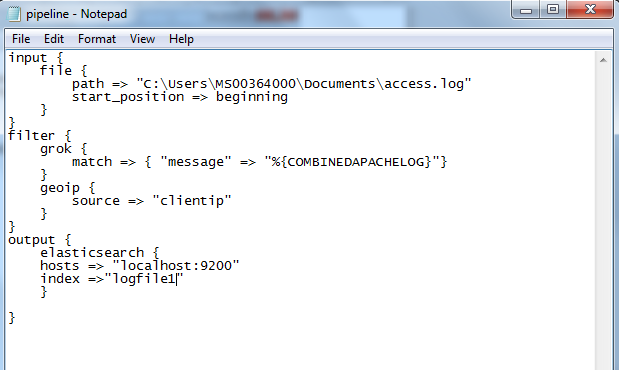 pipeline - Notepad
File Edit Format View Help
input {
    file {
        path => "C:\Users\MS00364000\Documents\access.log"
        start_position => beginning
    }
}
filter {
    grok {
        match => { "message" => "%{COMBINEDAPACHELOG}"}
    }
    geoip {
        source => "clientip"
    }
}
output {
    elasticsearch {
    hosts => "localhost:9200"
    index =>"logfile1"
    }

}